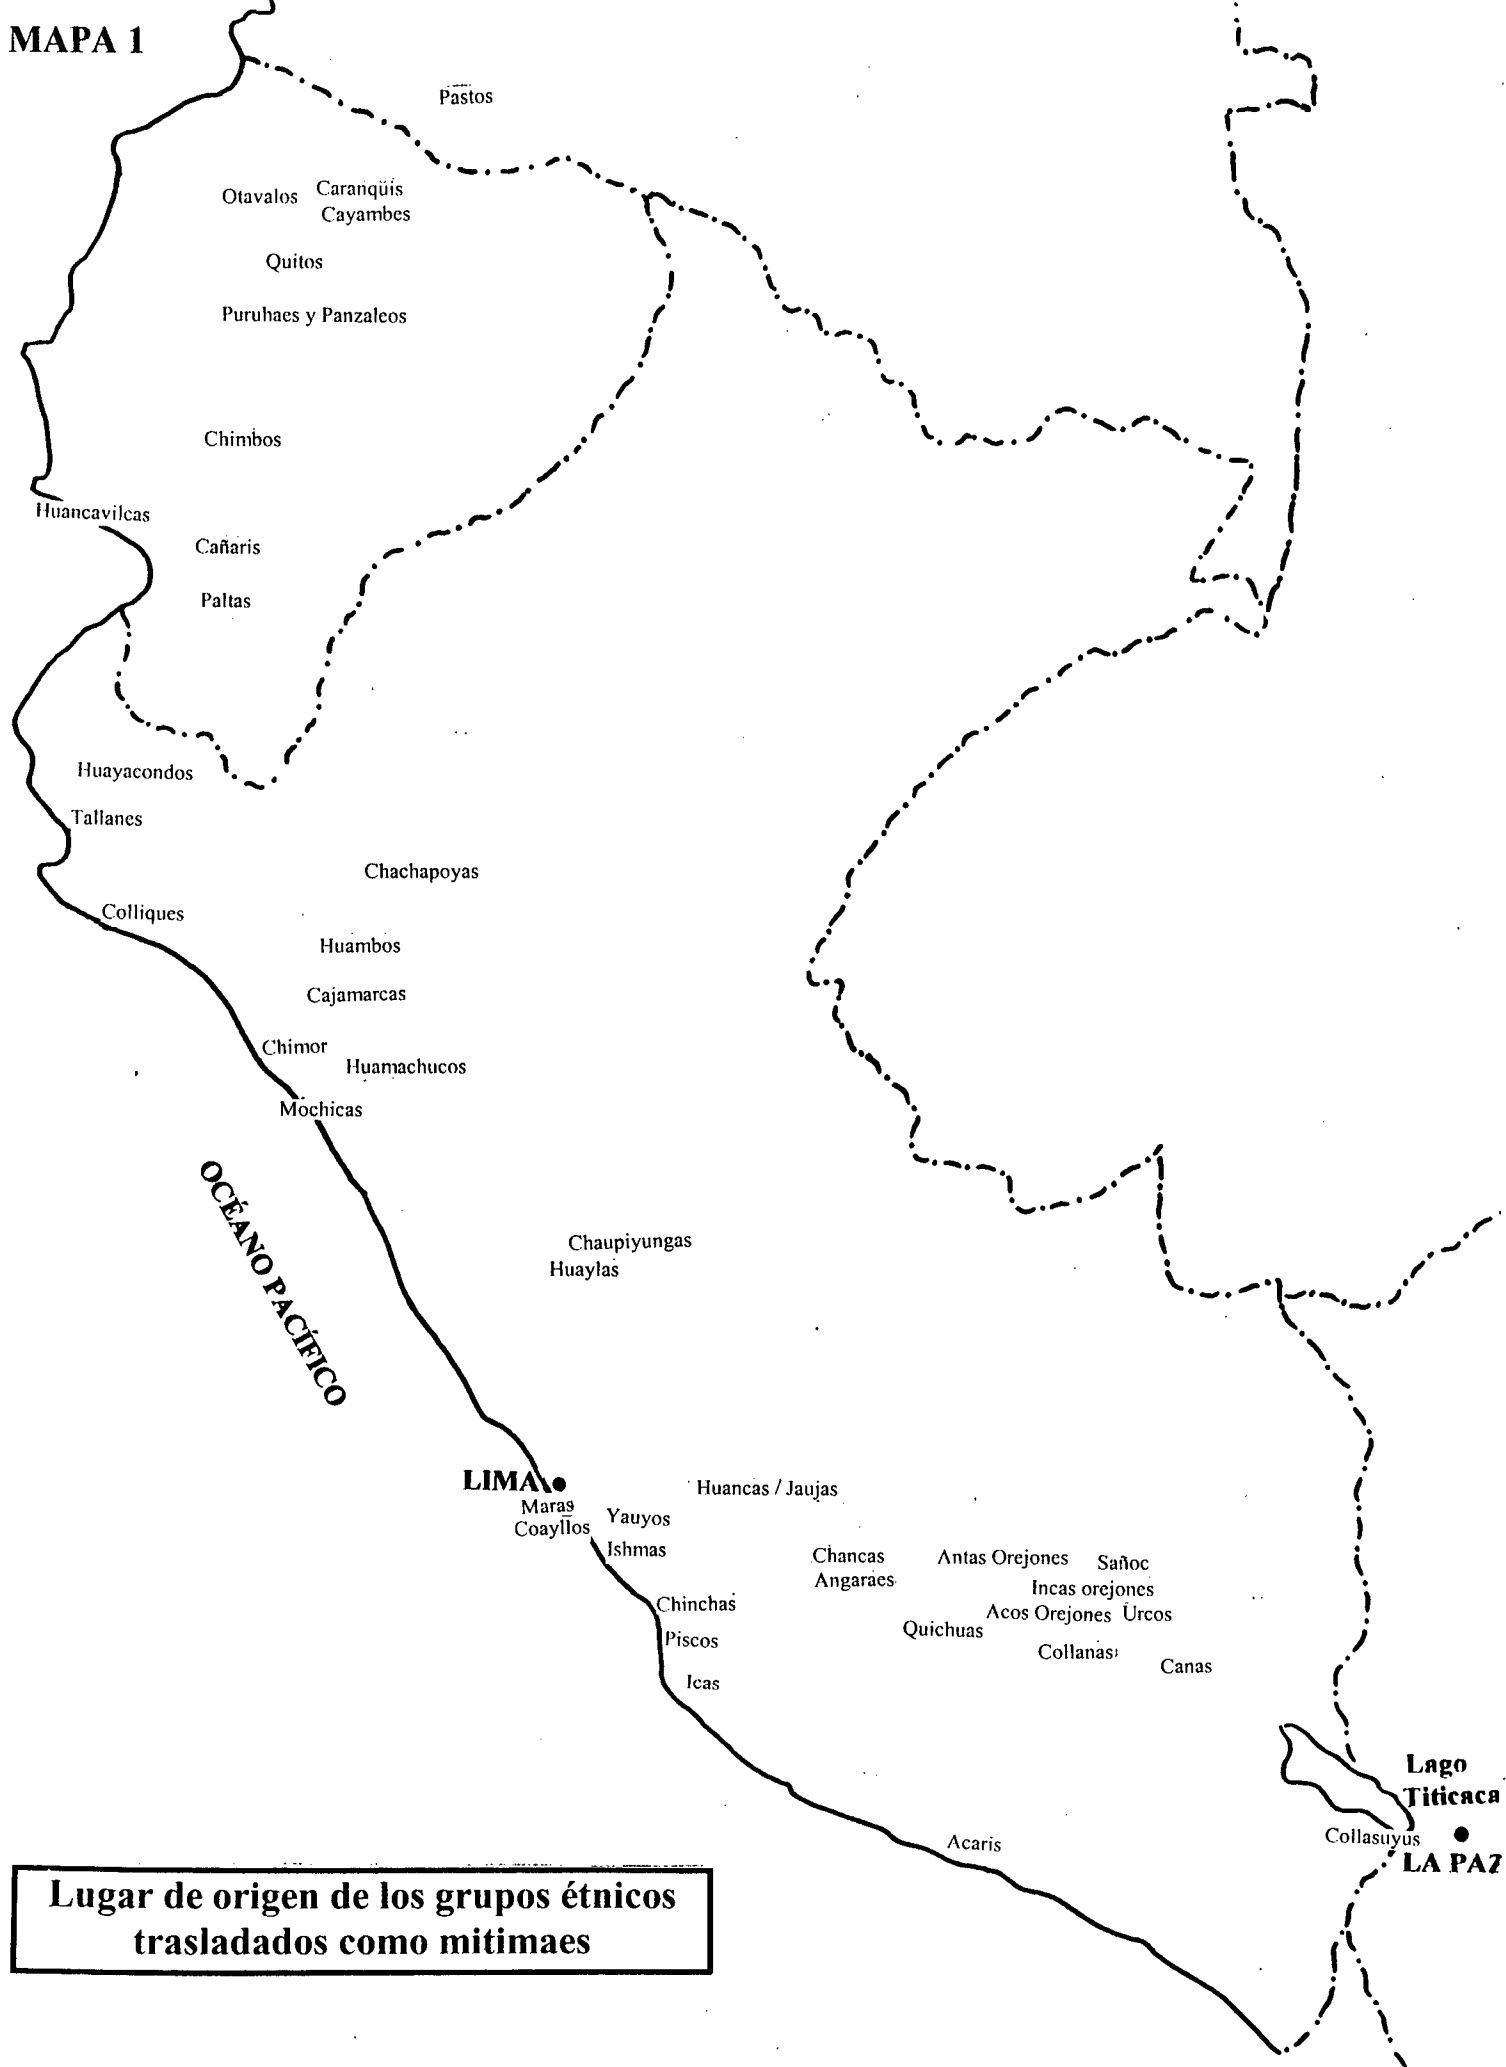 MAPA 1
Pastos
Otavalos
Caranqüis
Cayambes
Quitos
Puruhaes y Panzaleos
Chimbos
Huancavilcas
Cañaris
Paltas
Huayacondos
Tallanes
Chachapoyas
Colliques
Huambos
Cajamarcas
Chimor
Huamachucos
Mochicas
OCÉANO PACÍFICO
Chaupiyungas
Huaylas
LIMA
Huancas / Jaujas
Maras
Coayllos
Yauyos
Ishmas
Chancas
Angaraes
Antas Orejones
Sañoc
Incas orejones
Acos Orejones
Urcos
Chinchas
Quichuas
Piscos
Collanas
Canas
Icas
Lago
Titicaca
Collasuyus
LA PAZ
Acaris
Lugar de origen de los grupos étnicos
trasladados como mitimaes